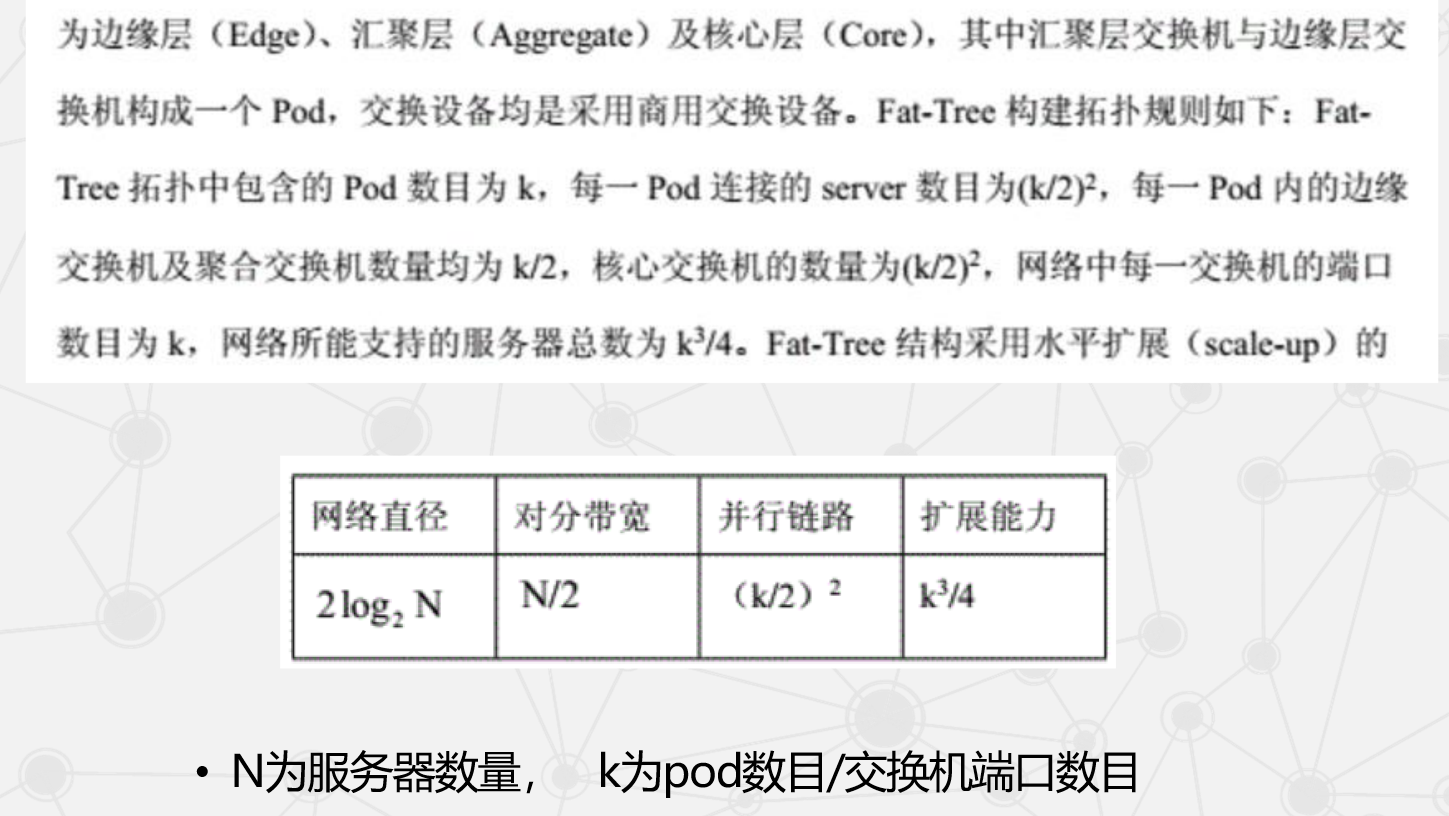 为边缘层（Edge）、汇聚层（Aggregate）及核心层（Core），其中汇聚层交换机与边缘层交
换机构成一个 Pod，交换设备均是采用商用交换设备。Fat-Tree 构建拓扑规则如下：Fat-
Tree 拓扑中包含的 Pod 数目为 k，每一 Pod 连接的 server 数目为(k/2)²，每一 Pod 内的边缘
交换机及聚合交换机数量均为 k/2，核心交换机的数量为(k/2)²，网络中每一交换机的端口
数目为 k，网络所能支持的服务器总数为 k³/4。Fat-Tree 结构采用水平扩展（scale-up）的
网络直径 对分带宽 并行链路 扩展能力
2log₂ N N/2 （k/2）² k³/4
• N为服务器数量， k为pod数目/交换机端口数目